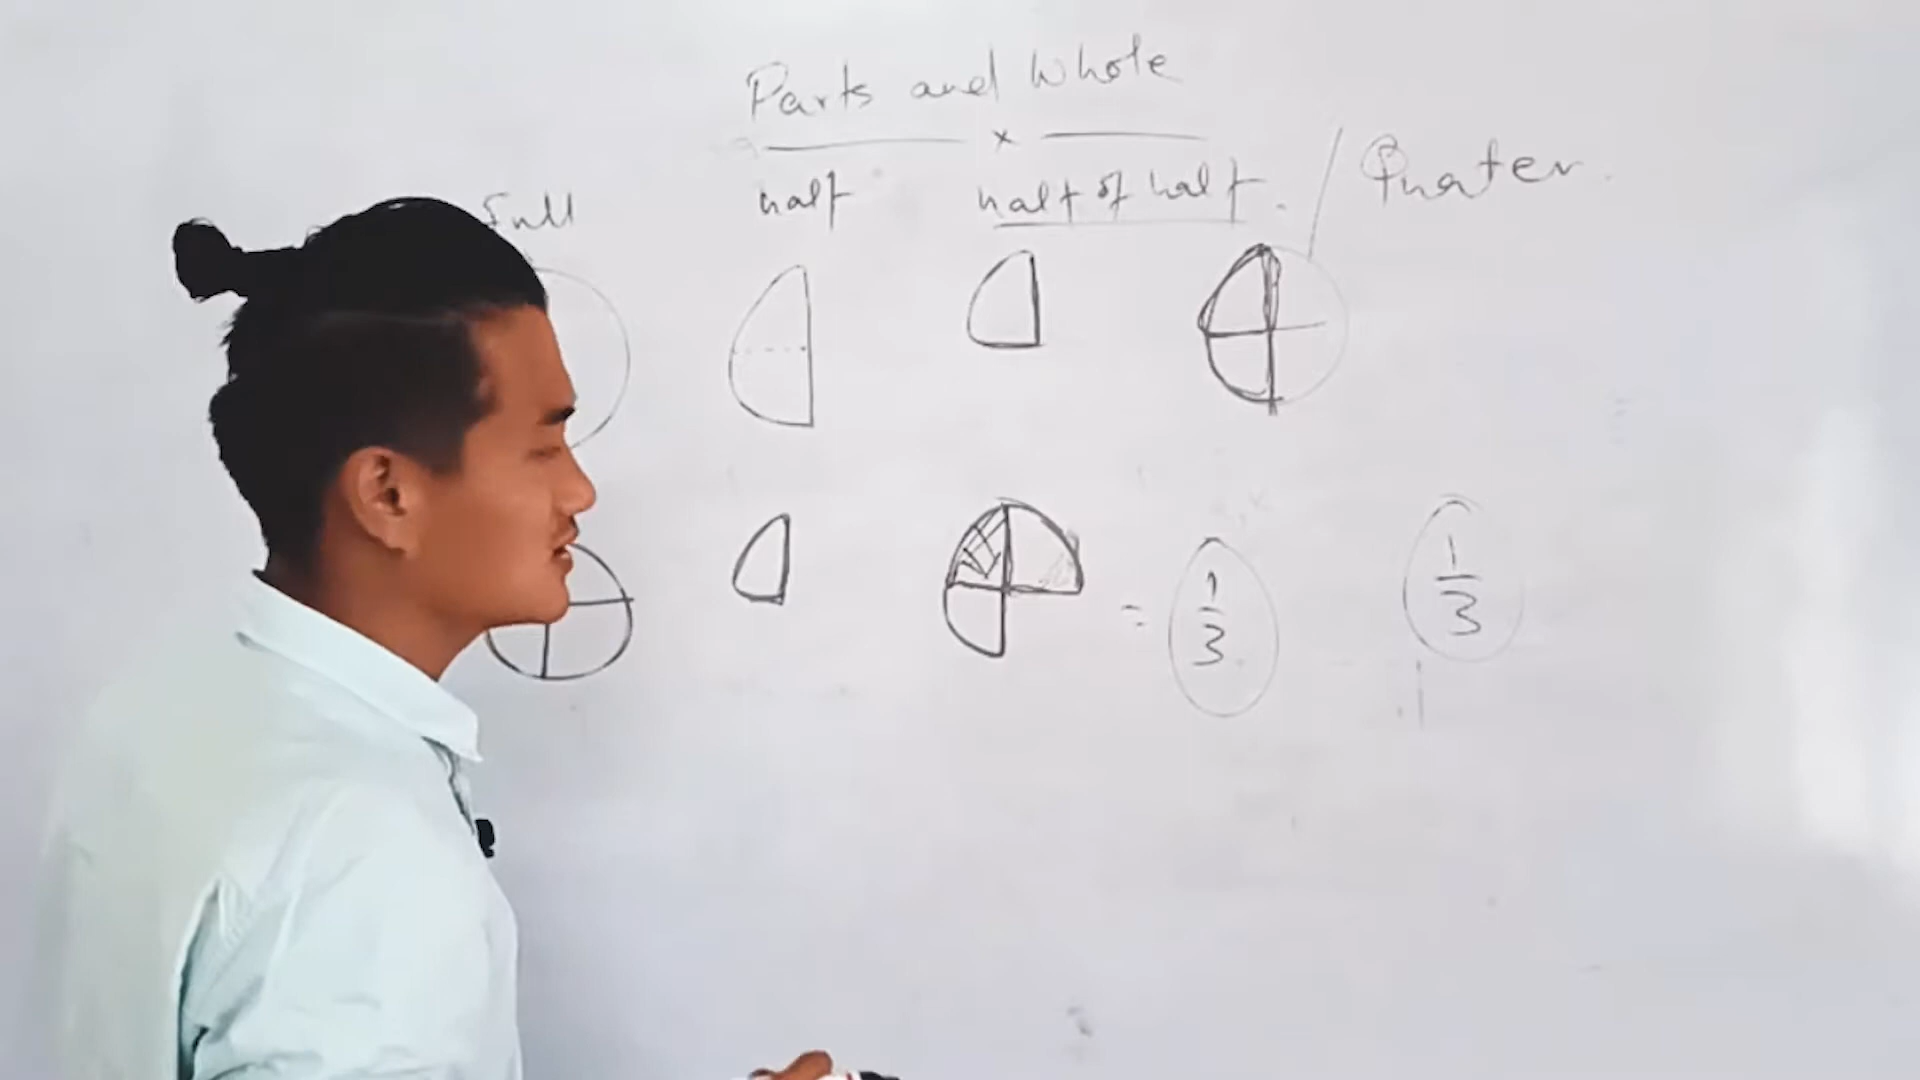 Parts and Whole
x
Full half half of half. / Quater.
= 1/3 1/3